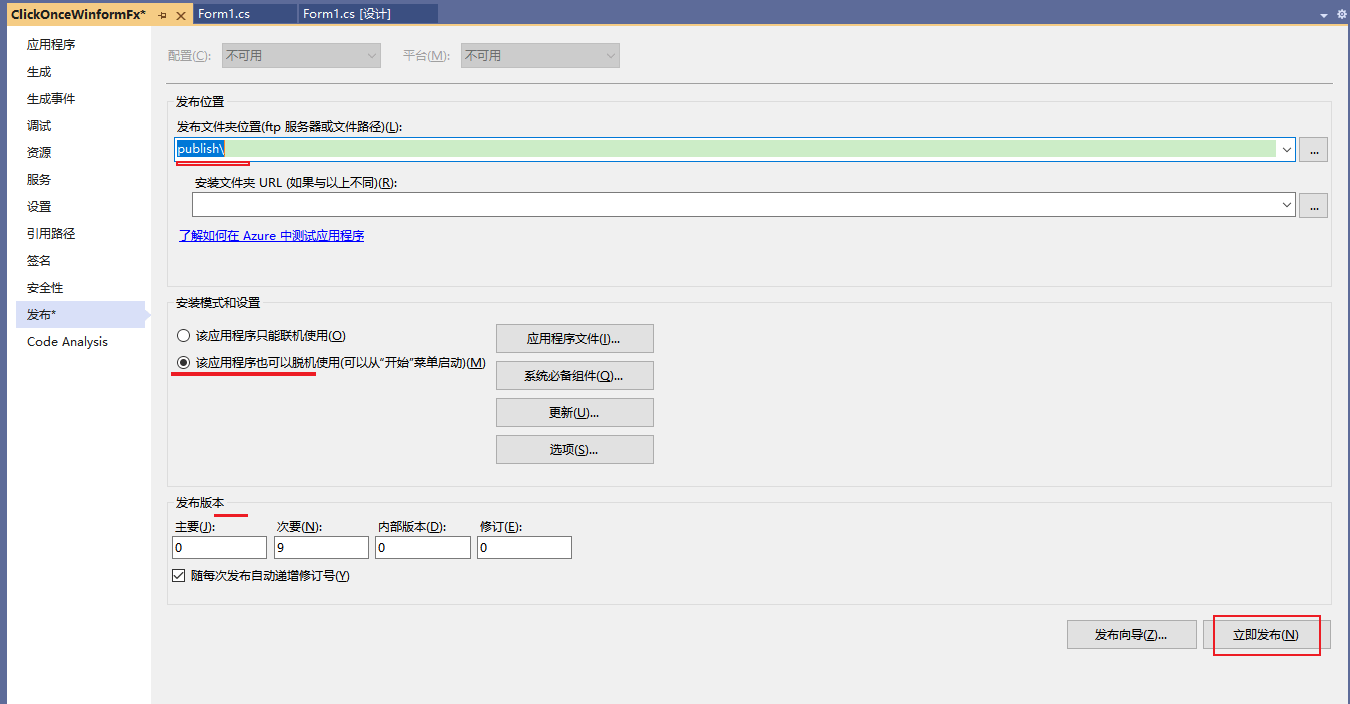 ClickOnceWinformFx*
Form1.cs
Form1.cs [设计]
应用程序
生成
生成事件
调试
资源
服务
设置
引用路径
签名
安全性
发布*
Code Analysis
配置(C): 不可用 平台(M): 不可用
发布位置
发布文件夹位置(ftp 服务器或文件路径)(L):
publish\
...
安装文件夹 URL (如果与以上不同)(R):
...
了解如何在 Azure 中测试应用程序
安装模式和设置
该应用程序只能联机使用(O)
该应用程序也可以脱机使用(可以从“开始”菜单启动)(M)
应用程序文件(I)...
系统必备组件(Q)...
更新(U)...
选项(S)...
发布版本
主要(J): 次要(N): 内部版本(D): 修订(E):
0 9 0 0
随每次发布自动递增修订号(Y)
发布向导(Z)... 立即发布(N)